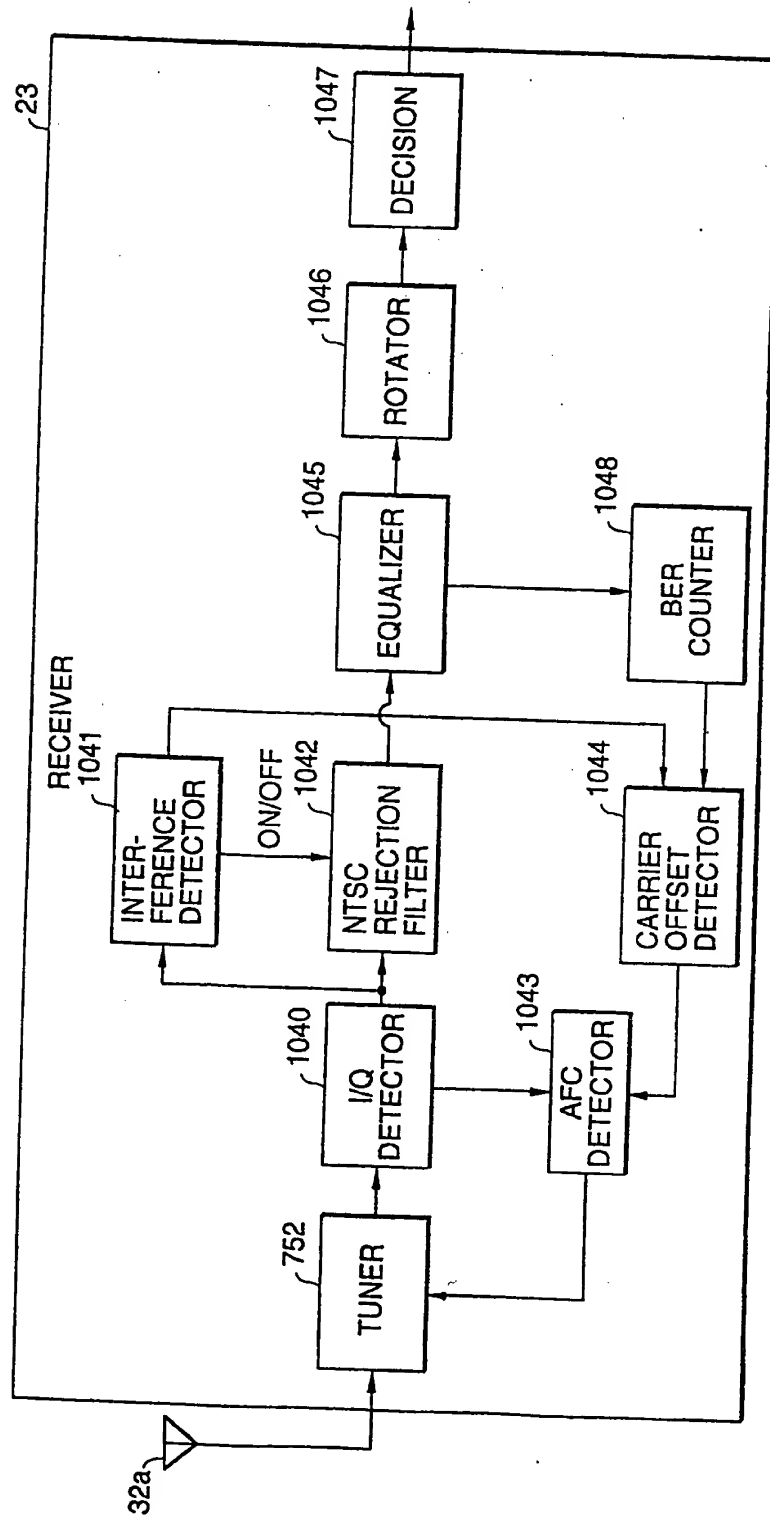 23
RECEIVER
1041
INTER-
FERENCE
DETECTOR
ON/OFF
1042
NTSC
REJECTION
FILTER
32a
752
TUNER
1040
I/Q
DETECTOR
1045
EQUALIZER
1046
ROTATOR
1047
DECISION
1043
AFC
DETECTOR
1044
CARRIER
OFFSET
DETECTOR
1048
BER
COUNTER